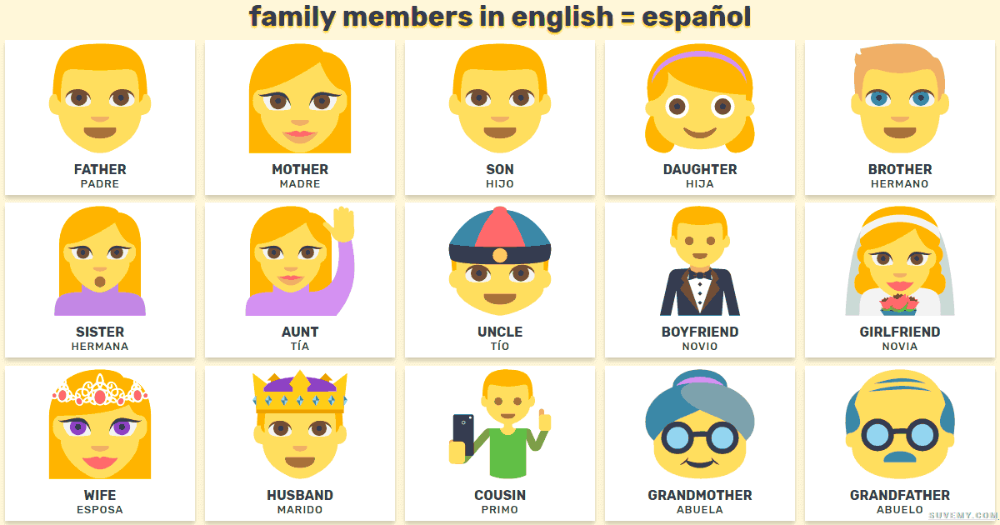 family members in english = español
FATHER
PADRE
MOTHER
MADRE
SON
HIJO
DAUGHTER
HIJA
BROTHER
HERMANO
SISTER
HERMANA
AUNT
TÍA
UNCLE
TÍO
BOYFRIEND
NOVIO
GIRLFRIEND
NOVIA
WIFE
ESPOSA
HUSBAND
MARIDO
COUSIN
PRIMO
GRANDMOTHER
ABUELA
GRANDFATHER
ABUELO
SUVENY.COM